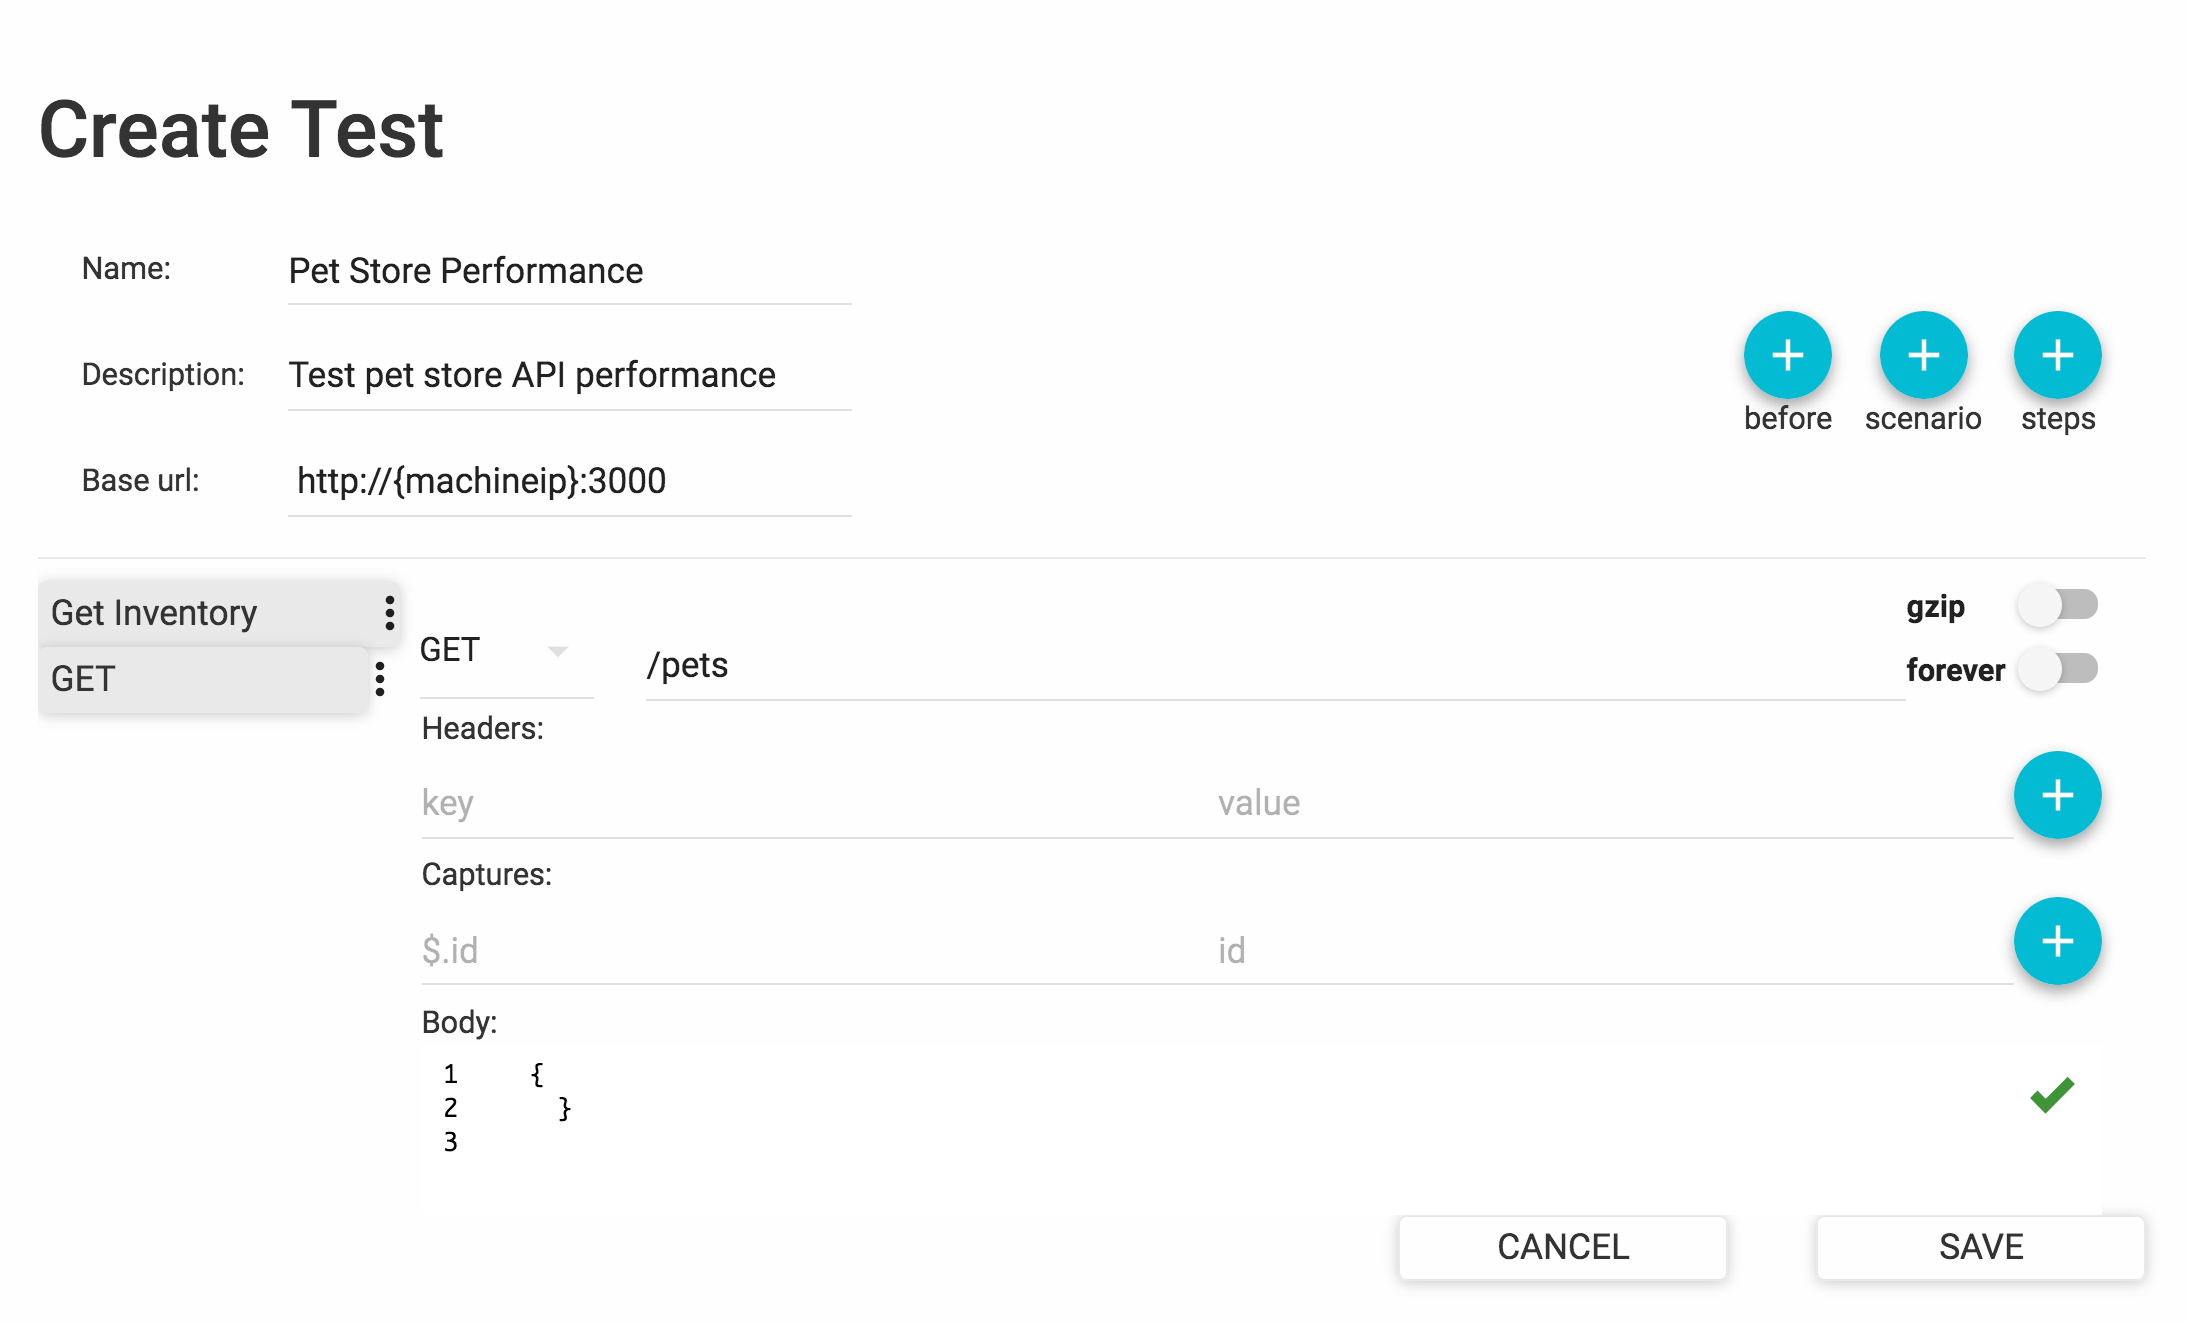 Create Test
Name: Pet Store Performance
Description: Test pet store API performance
before scenario steps
Base url: http://{machineip}:3000
Get Inventory
GET
GET /pets
gzip
forever
Headers:
key value
Captures:
$.id id
Body:
1 {
2 }
3
CANCEL SAVE